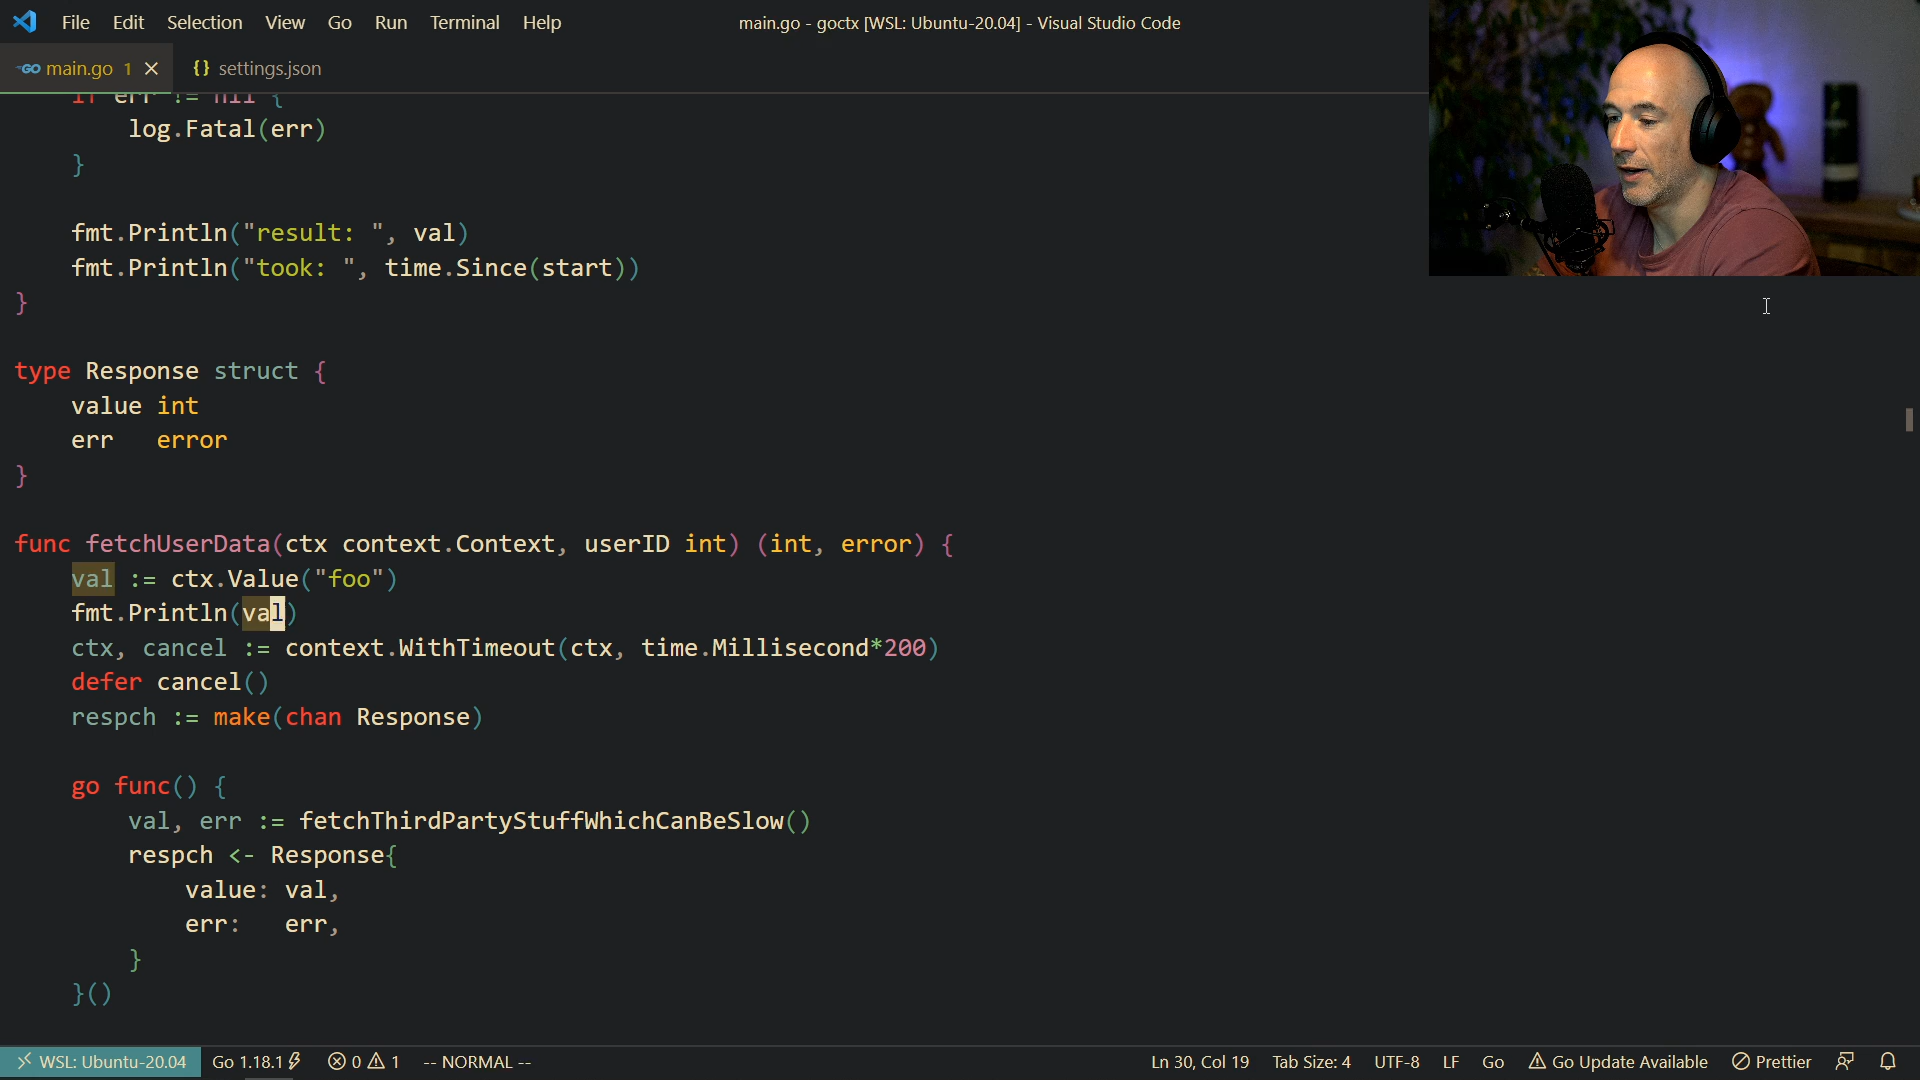 File Edit Selection View Go Run Terminal Help
main.go - goctx [WSL: Ubuntu-20.04] - Visual Studio Code
GO main.go 1 {} settings.json
if err != nil {
log.Fatal(err)
}
fmt.Println("result: ", val)
fmt.Println("took: ", time.Since(start))
}
type Response struct {
value int
err error
}
func fetchUserData(ctx context.Context, userID int) (int, error) {
val := ctx.Value("foo")
fmt.Println(val)
ctx, cancel := context.WithTimeout(ctx, time.Millisecond*200)
defer cancel()
respch := make(chan Response)
go func() {
val, err := fetchThirdPartyStuffWhichCanBeSlow()
respch <- Response{
value: val,
err: err,
}
}()
WSL: Ubuntu-20.04 Go 1.18.1 0 1 -- NORMAL -- Ln 30, Col 19 Tab Size: 4 UTF-8 LF Go Go Update Available Prettier